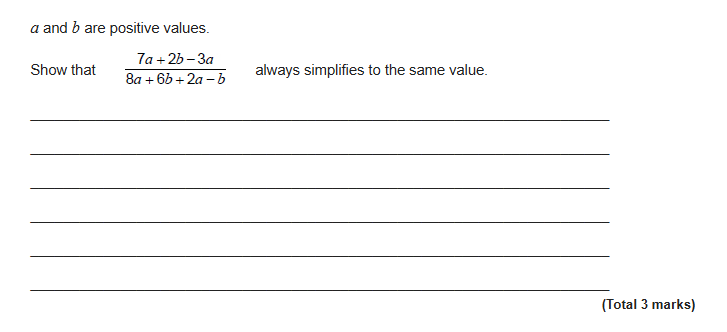 a and b are positive values.
Show that (7a + 2b – 3a)/(8a + 6b + 2a – b) always simplifies to the same value.
(Total 3 marks)